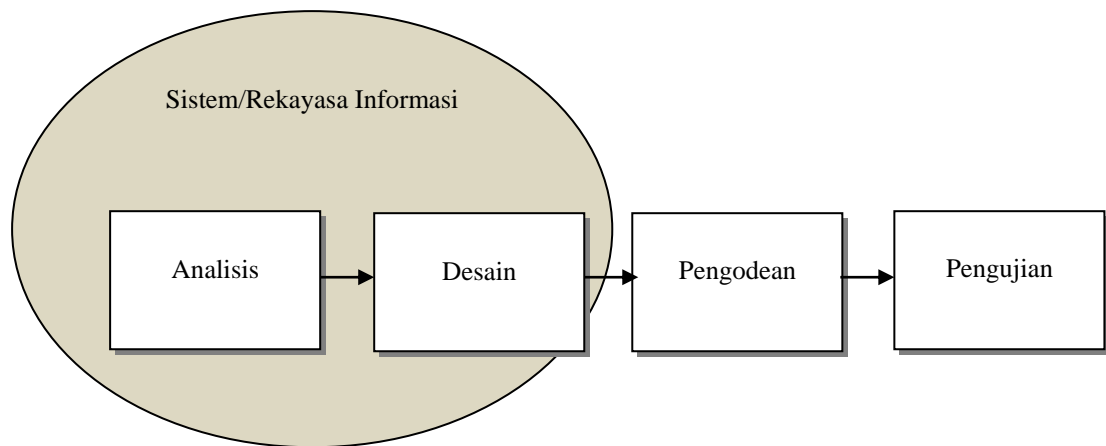 Sistem/Rekayasa Informasi
Analisis
Desain
Pengodean
Pengujian